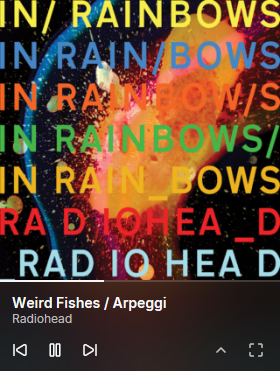 IN/ RAINBOWS
IN RAIN/BOWS
IN RAINBOW/S
IN RAINBOWS/
IN RAIN_BOWS
RA D IOHEA _D
_RAD IO HEA D
Weird Fishes / Arpeggi
Radiohead